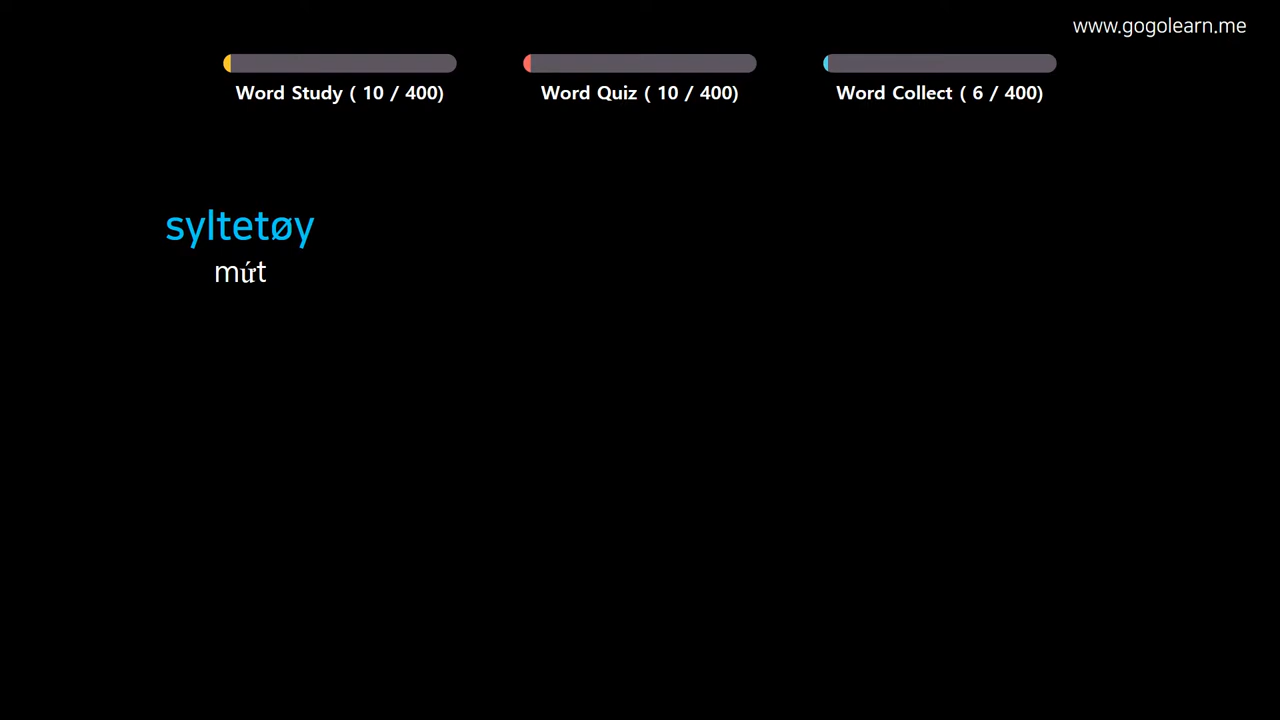 www.gogolearn.me
Word Study ( 10 / 400)
Word Quiz ( 10 / 400)
Word Collect ( 6 / 400)
syltetøy
mứt